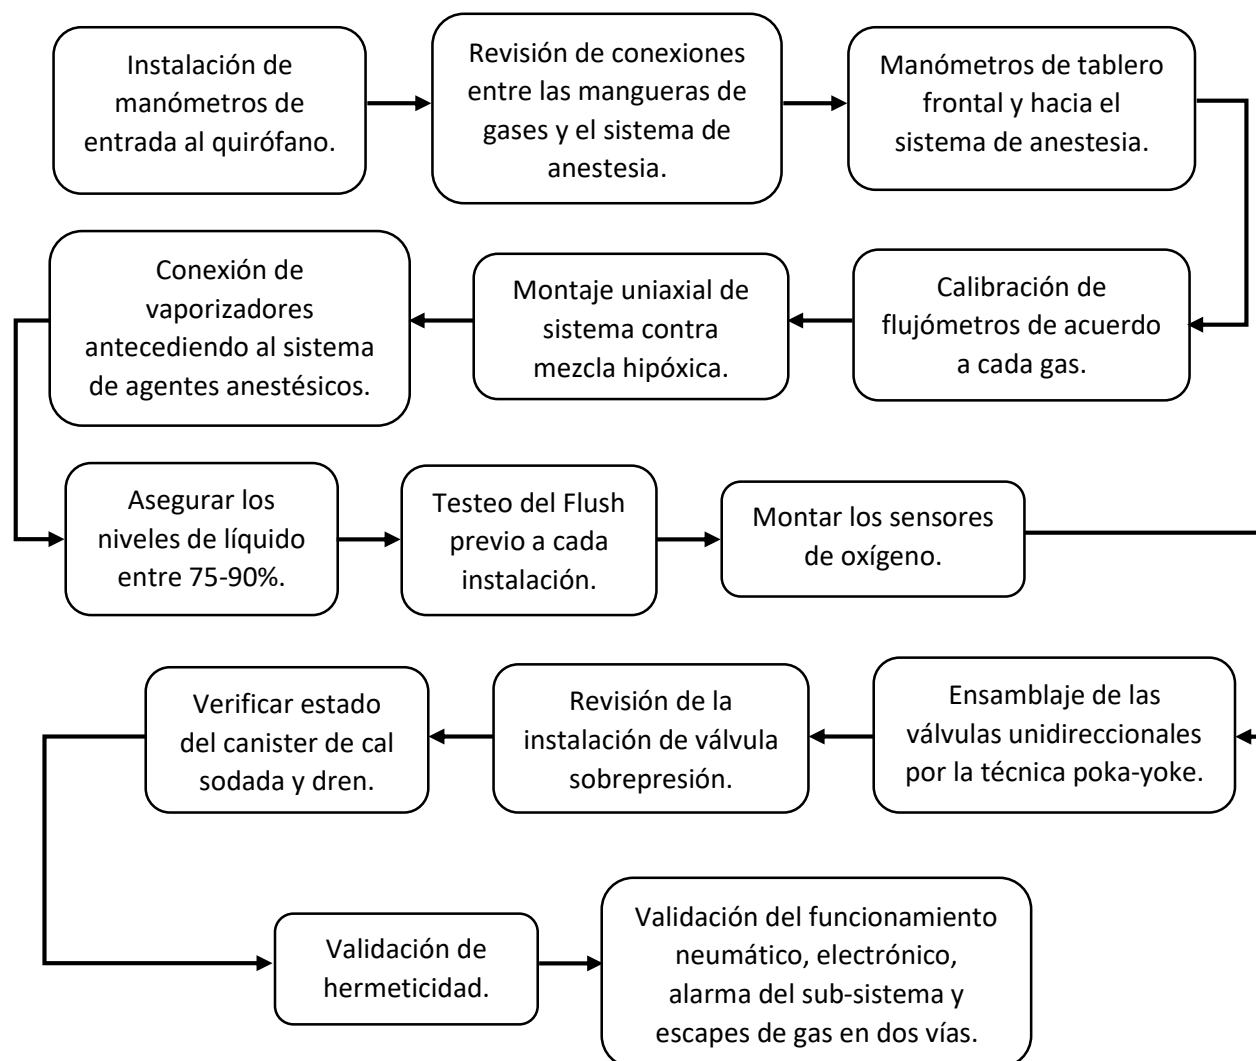 Instalación de
manómetros de
entrada al quirófano.
Revisión de conexiones
entre las mangueras de
gases y el sistema de
anestesia.
Manómetros de tablero
frontal y hacia el
sistema de anestesia.
Calibración de
flujómetros de acuerdo
a cada gas.
Montaje uniaxial de
sistema contra
mezcla hipóxica.
Conexión de
vaporizadores
antecediendo al sistema
de agentes anestésicos.
Asegurar los
niveles de líquido
entre 75-90%.
Testeo del Flush
previo a cada
instalación.
Montar los sensores
de oxígeno.
Ensamblaje de las
válvulas unidireccionales
por la técnica poka-yoke.
Revisión de la
instalación de válvula
sobrepresión.
Verificar estado
del canister de cal
sodada y dren.
Validación de
hermeticidad.
Validación del funcionamiento
neumático, electrónico,
alarma del sub-sistema y
escapes de gas en dos vías.